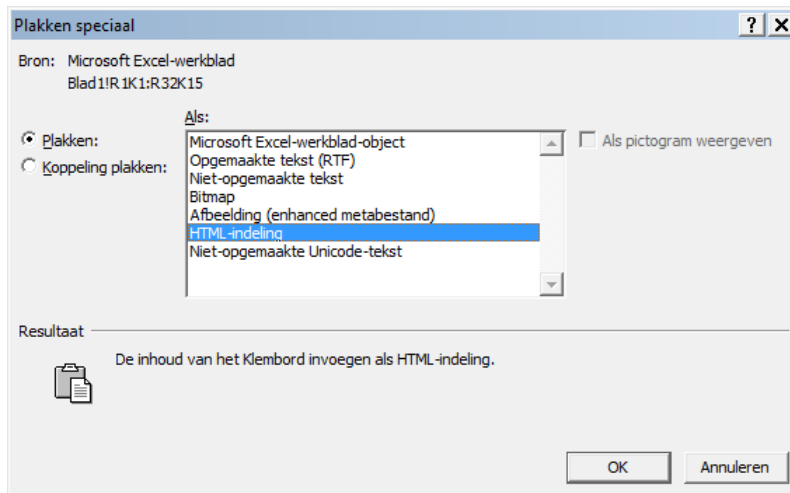 Plakken speciaal
Bron: Microsoft Excel-werkblad
Blad1!R1K1:R32K15
Als:
Plakken:
Koppeling plakken:
Microsoft Excel-werkblad-object
Opgemaakte tekst (RTF)
Niet-opgemaakte tekst
Bitmap
Afbeelding (enhanced metabestand)
HTML-indeling
Niet-opgemaakte Unicode-tekst
Als pictogram weergeven
Resultaat
De inhoud van het Klembord invoegen als HTML-indeling.
OK
Annuleren